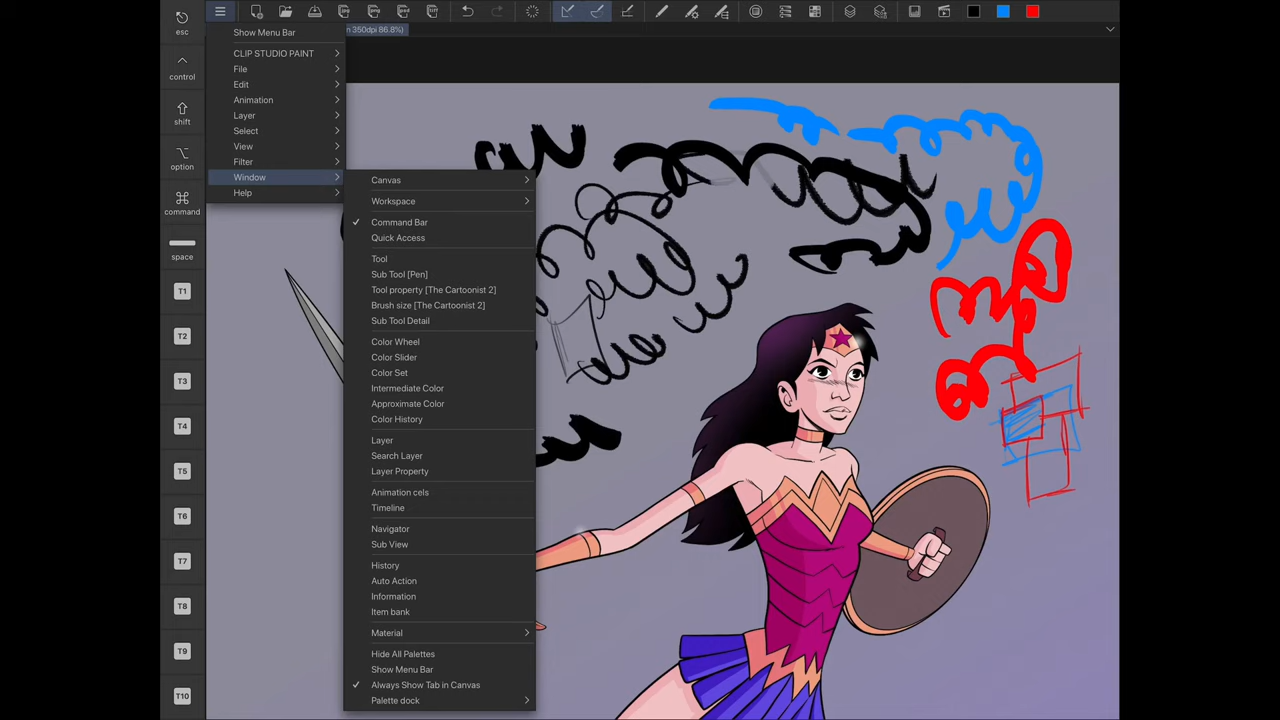 esc
control
shift
option
command
space
T1
T2
T3
T4
T5
T6
T7
T8
T9
T10
n 350dpi 86.8%)
Show Menu Bar
CLIP STUDIO PAINT
File
Edit
Animation
Layer
Select
View
Filter
Window
Help
Canvas
Workspace
Command Bar
Quick Access
Tool
Sub Tool [Pen]
Tool property [The Cartoonist 2]
Brush size [The Cartoonist 2]
Sub Tool Detail
Color Wheel
Color Slider
Color Set
Intermediate Color
Approximate Color
Color History
Layer
Search Layer
Layer Property
Animation cels
Timeline
Navigator
Sub View
History
Auto Action
Information
Item bank
Material
Hide All Palettes
Show Menu Bar
Always Show Tab in Canvas
Palette dock